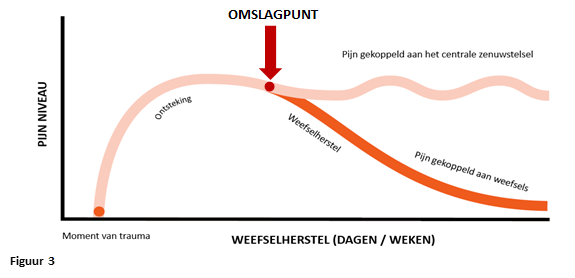 OMSLAGPUNT
Pijn gekoppeld aan het centrale zenuwstelsel
PIJN NIVEAU
Ontsteking
Weefselherstel
Pijn gekoppeld aan weefsels
Moment van trauma
WEEFSELHERSTEL (DAGEN / WEKEN)
Figuur 3